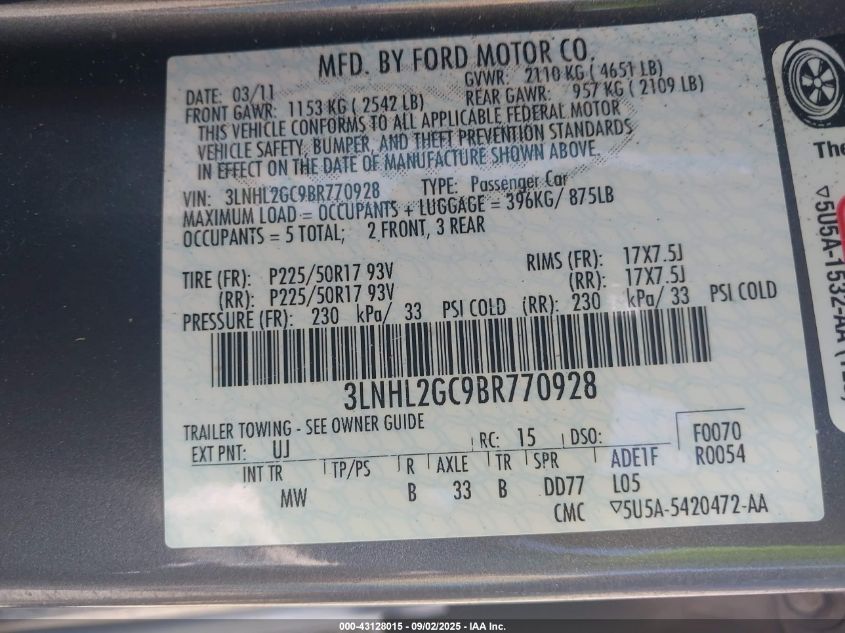 MFD. BY FORD MOTOR CO.
DATE: 03/11 GVWR: 2110 KG ( 4651 LB)
FRONT GAWR: 1153 KG ( 2542 LB) REAR GAWR: 957 KG ( 2109 LB)
THIS VEHICLE CONFORMS TO ALL APPLICABLE FEDERAL MOTOR
VEHICLE SAFETY, BUMPER, AND THEFT PREVENTION STANDARDS
IN EFFECT ON THE DATE OF MANUFACTURE SHOWN ABOVE.
VIN: 3LNHL2GC9BR770928 TYPE: Passenger Car
MAXIMUM LOAD = OCCUPANTS + LUGGAGE = 396KG/ 875LB
OCCUPANTS = 5 TOTAL; 2 FRONT, 3 REAR
TIRE (FR): P225/50R17 93V RIMS (FR): 17X7.5J
(RR): P225/50R17 93V (RR): 17X7.5J
PRESSURE (FR): 230 kPa/ 33 PSI COLD (RR): 230 kPa/ 33 PSI COLD
3LNHL2GC9BR770928
TRAILER TOWING - SEE OWNER GUIDE
EXT PNT: UJ RC: 15 DSO: F0070
INT TR TP/PS R AXLE TR SPR ADE1F R0054
MW B 33 B DD77 L05
CMC ▽5U5A-5420472-AA
The
▽5U5A-1532-AA
000-43128015 - 09/02/2025 - IAA Inc.